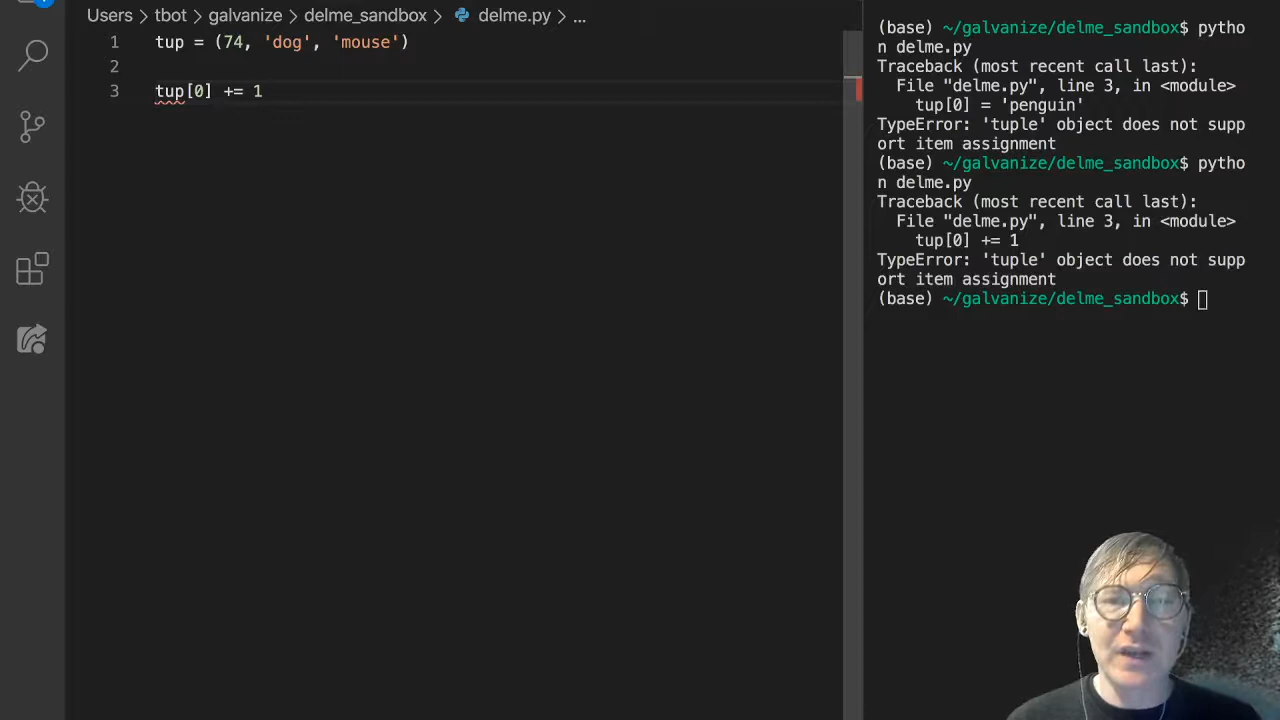 Users > tbot > galvanize > delme_sandbox > delme.py > ...
1 tup = (74, 'dog', 'mouse')
2
3 tup[0] += 1
(base) ~/galvanize/delme_sandbox$ pytho
n delme.py
Traceback (most recent call last):
File "delme.py", line 3, in <module>
tup[0] = 'penguin'
TypeError: 'tuple' object does not supp
ort item assignment
(base) ~/galvanize/delme_sandbox$ pytho
n delme.py
Traceback (most recent call last):
File "delme.py", line 3, in <module>
tup[0] += 1
TypeError: 'tuple' object does not supp
ort item assignment
(base) ~/galvanize/delme_sandbox$